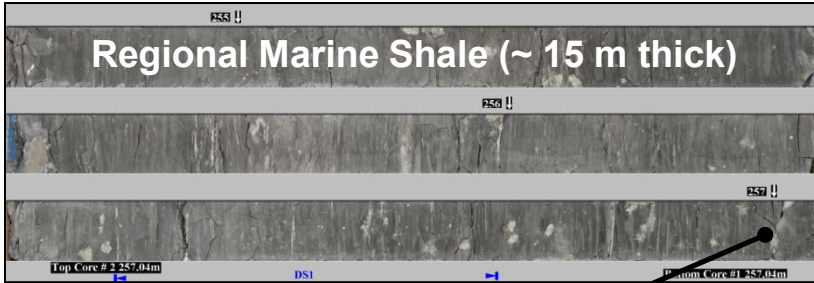 255
Regional Marine Shale (~ 15 m thick)
256
257
Top Core # 2 257.04m
DS1
Bottom Core #1 257.04m